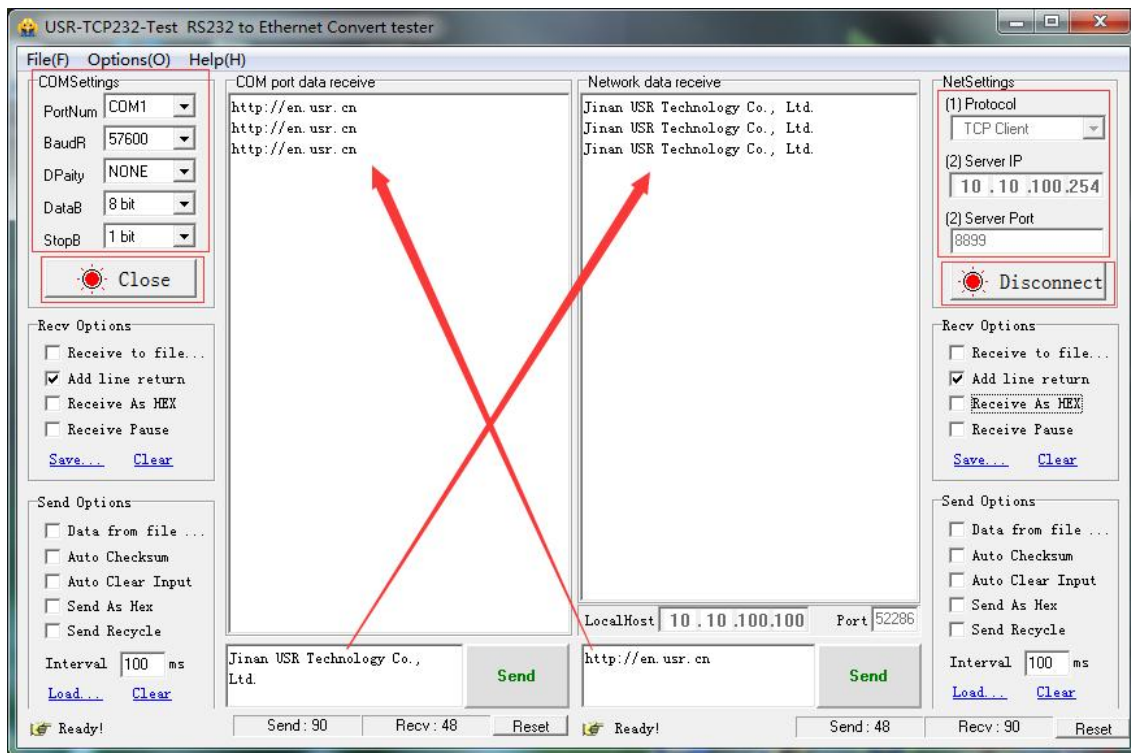 USR-TCP232-Test RS232 to Ethernet Convert tester
File(F) Options(O) Help(H)
COMSettings
PortNum COM1
BaudR 57600
DPaity NONE
DataB 8 bit
StopB 1 bit
Close
Recv Options
Receive to file...
Add line return
Receive As HEX
Receive Pause
Save... Clear
Send Options
Data from file ...
Auto Checksum
Auto Clear Input
Send As Hex
Send Recycle
Interval 100 ms
Load... Clear
COM port data receive
http://en.usr.cn
http://en.usr.cn
http://en.usr.cn
Jinan USR Technology Co.,
Ltd.
Send
Network data receive
Jinan USR Technology Co., Ltd.
Jinan USR Technology Co., Ltd.
Jinan USR Technology Co., Ltd.
LocalHost 10 .10 .100.100 Port 52286
http://en.usr.cn
Send
NetSettings
(1) Protocol
TCP Client
(2) Server IP
10 .10 .100.254
(2) Server Port
8899
Disconnect
Recv Options
Receive to file...
Add line return
Receive As HEX
Receive Pause
Save... Clear
Send Options
Data from file ...
Auto Checksum
Auto Clear Input
Send As Hex
Send Recycle
Interval 100 ms
Load... Clear
Ready! Send : 90 Recv : 48 Reset Ready! Send : 48 Recv : 90 Reset